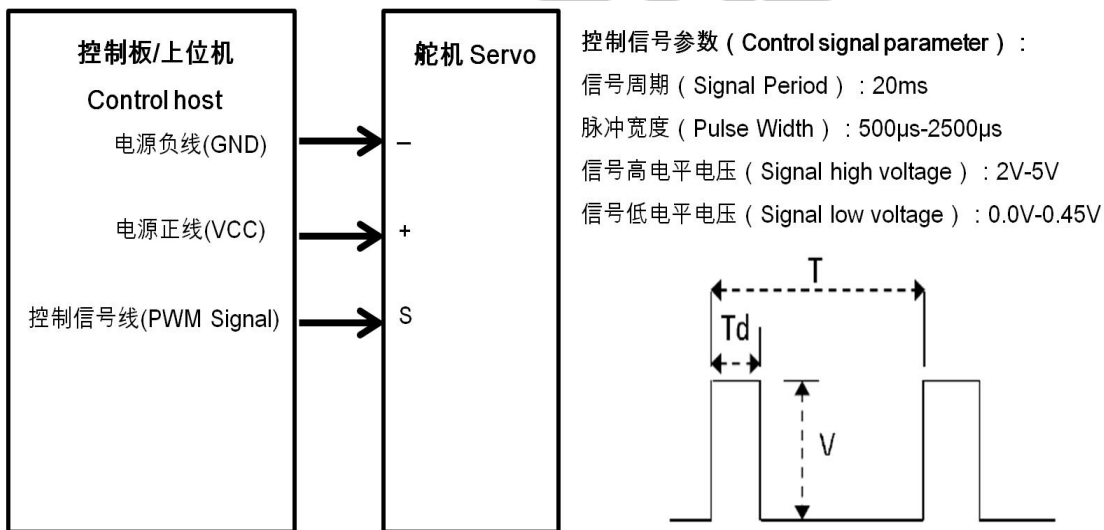 控制板/上位机
Control host
电源负线(GND)
电源正线(VCC)
控制信号线(PWM Signal)
舵机 Servo
–
+
S
控制信号参数（Control signal parameter）:
信号周期（Signal Period）: 20ms
脉冲宽度（Pulse Width）: 500μs-2500μs
信号高电平电压（Signal high voltage）: 2V-5V
信号低电平电压（Signal low voltage）: 0.0V-0.45V
T
Td
V